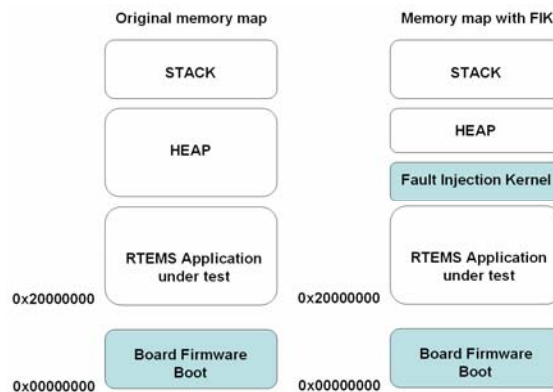 Original memory map
STACK
HEAP
RTEMS Application
under test
0x20000000
Board Firmware
Boot
0x00000000
Memory map with FIK
STACK
HEAP
Fault Injection Kernel
RTEMS Application
under test
0x20000000
Board Firmware
Boot
0x00000000